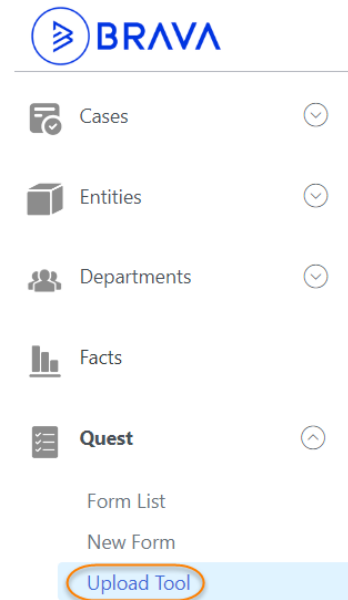 BRAVA
Cases
Entities
Departments
Facts
Quest
Form List
New Form
Upload Tool